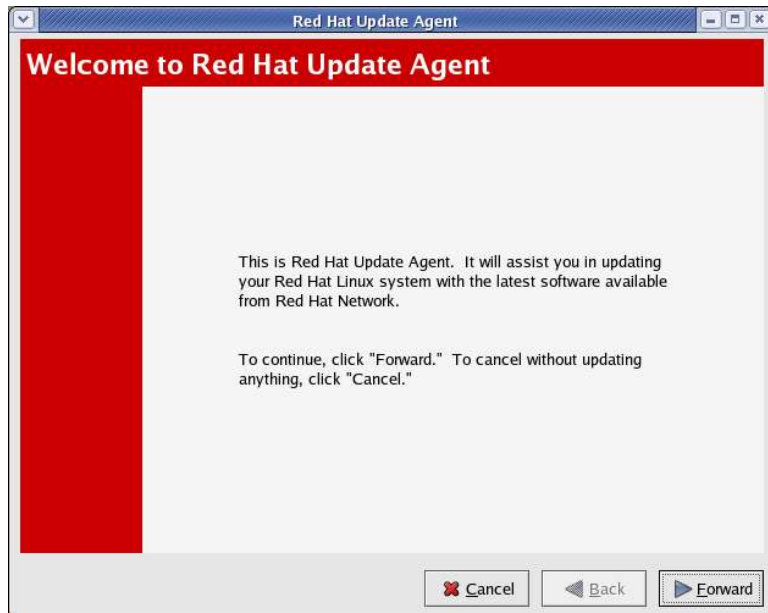 Red Hat Update Agent
Welcome to Red Hat Update Agent
This is Red Hat Update Agent.  It will assist you in updating
your Red Hat Linux system with the latest software available
from Red Hat Network.
To continue, click "Forward."  To cancel without updating
anything, click "Cancel."
Cancel
Back
Forward